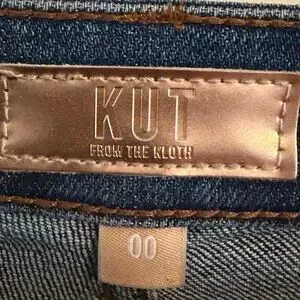 KUT
FROM THE KLOTH
00